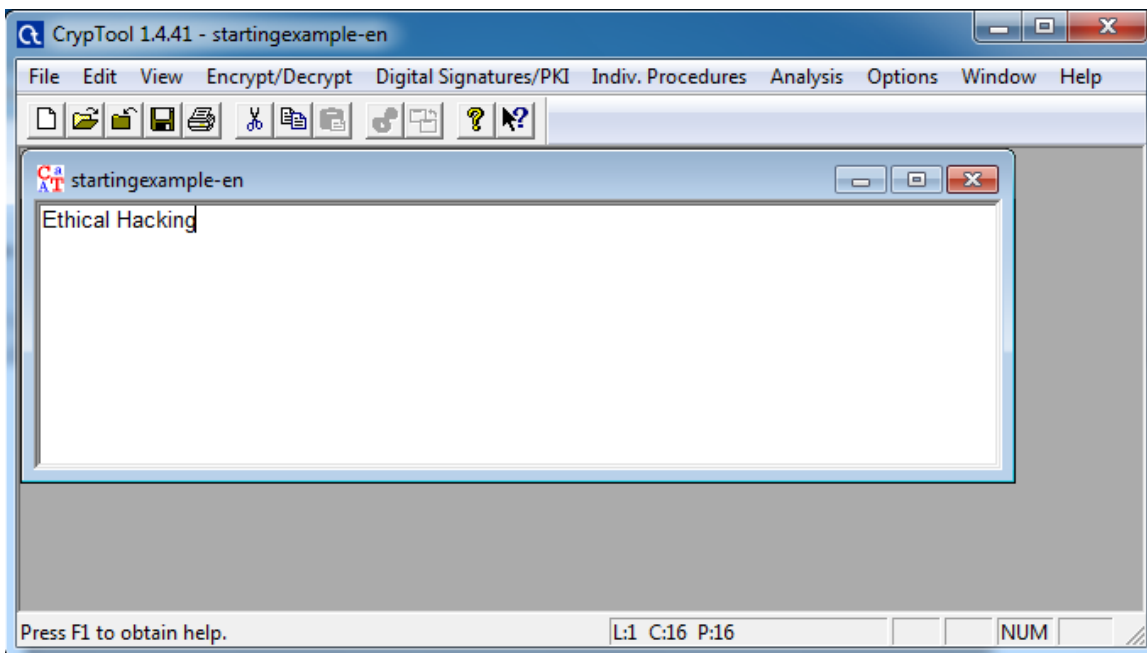 CrypTool 1.4.41 - startingexample-en
File Edit View Encrypt/Decrypt Digital Signatures/PKI Indiv. Procedures Analysis Options Window Help
startingexample-en
Ethical Hacking
Press F1 to obtain help. L:1 C:16 P:16 NUM